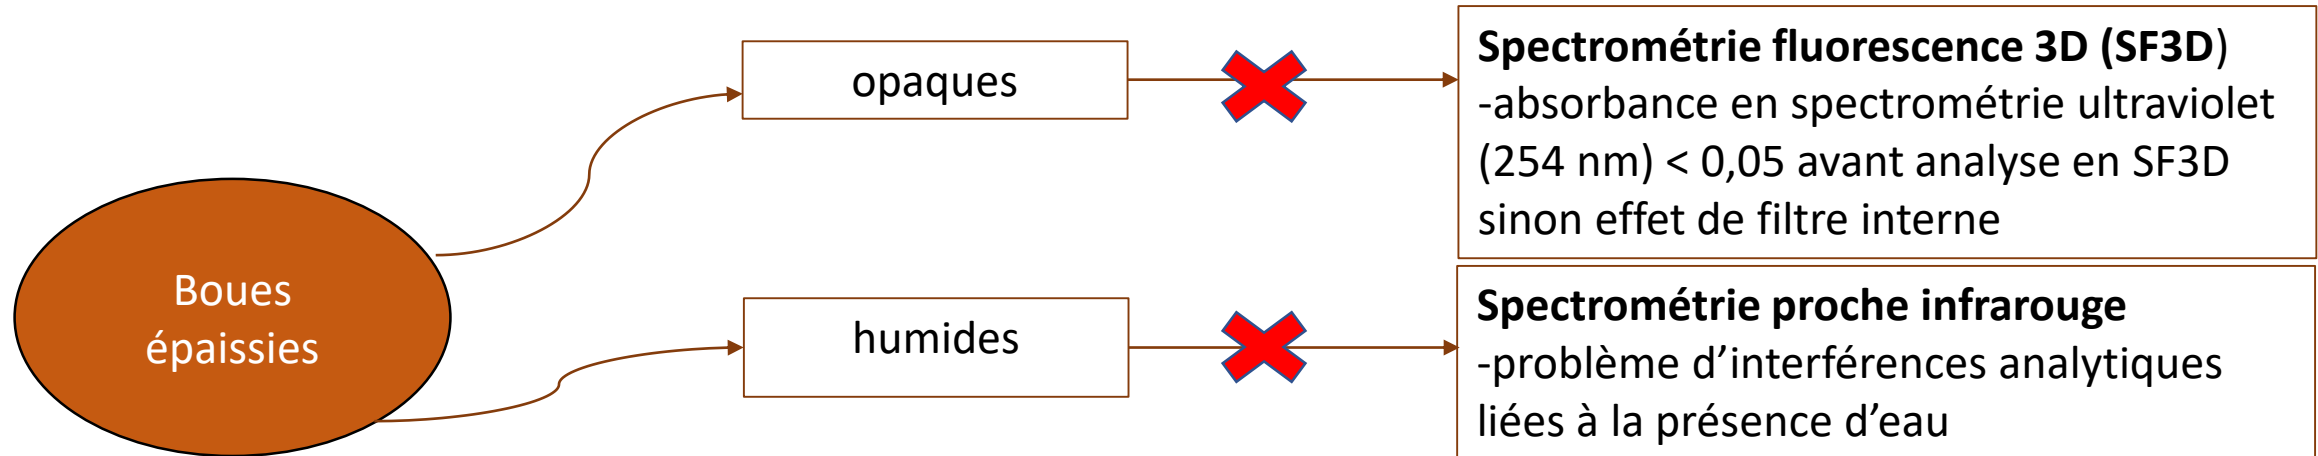 Boues
épaissies
opaques
Spectrométrie fluorescence 3D (SF3D)
-absorbance en spectrométrie ultraviolet
(254 nm) < 0,05 avant analyse en SF3D
sinon effet de filtre interne
humides
Spectrométrie proche infrarouge
-problème d’interférences analytiques
liées à la présence d’eau